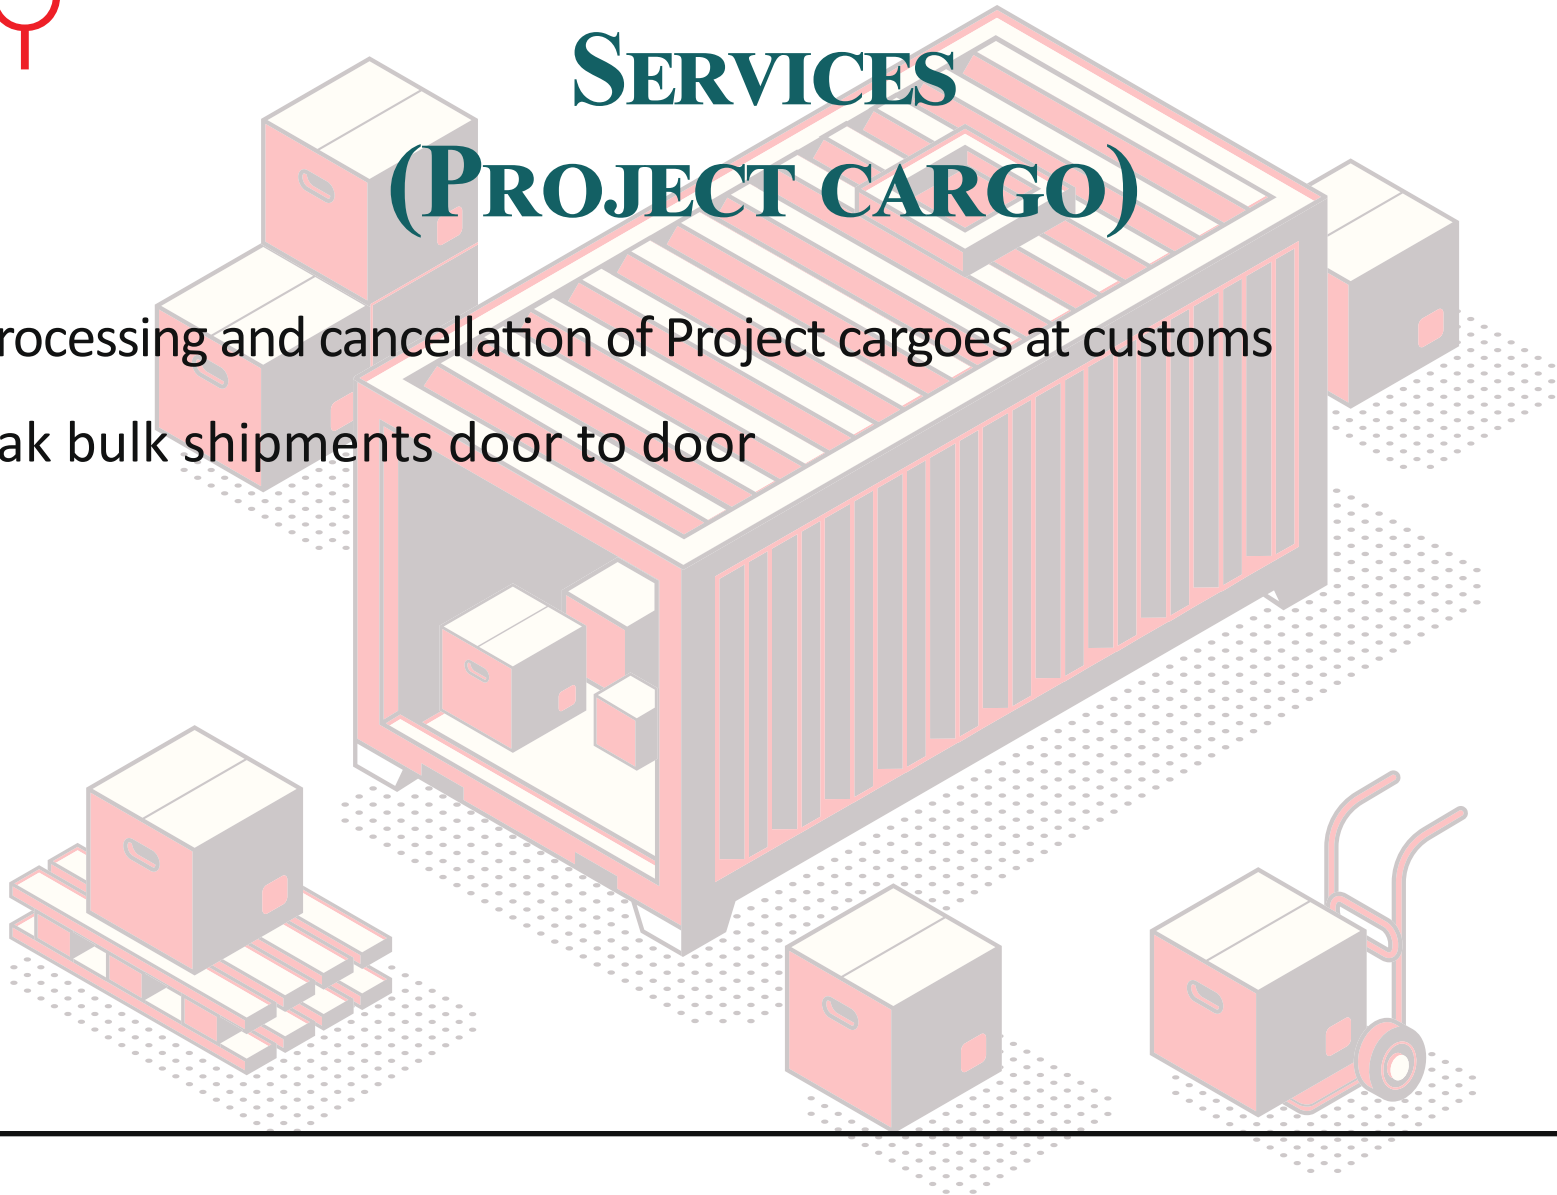 Services
(Project cargo)
rocessing and cancellation of Project cargoes at customs
ak bulk shipments door to door